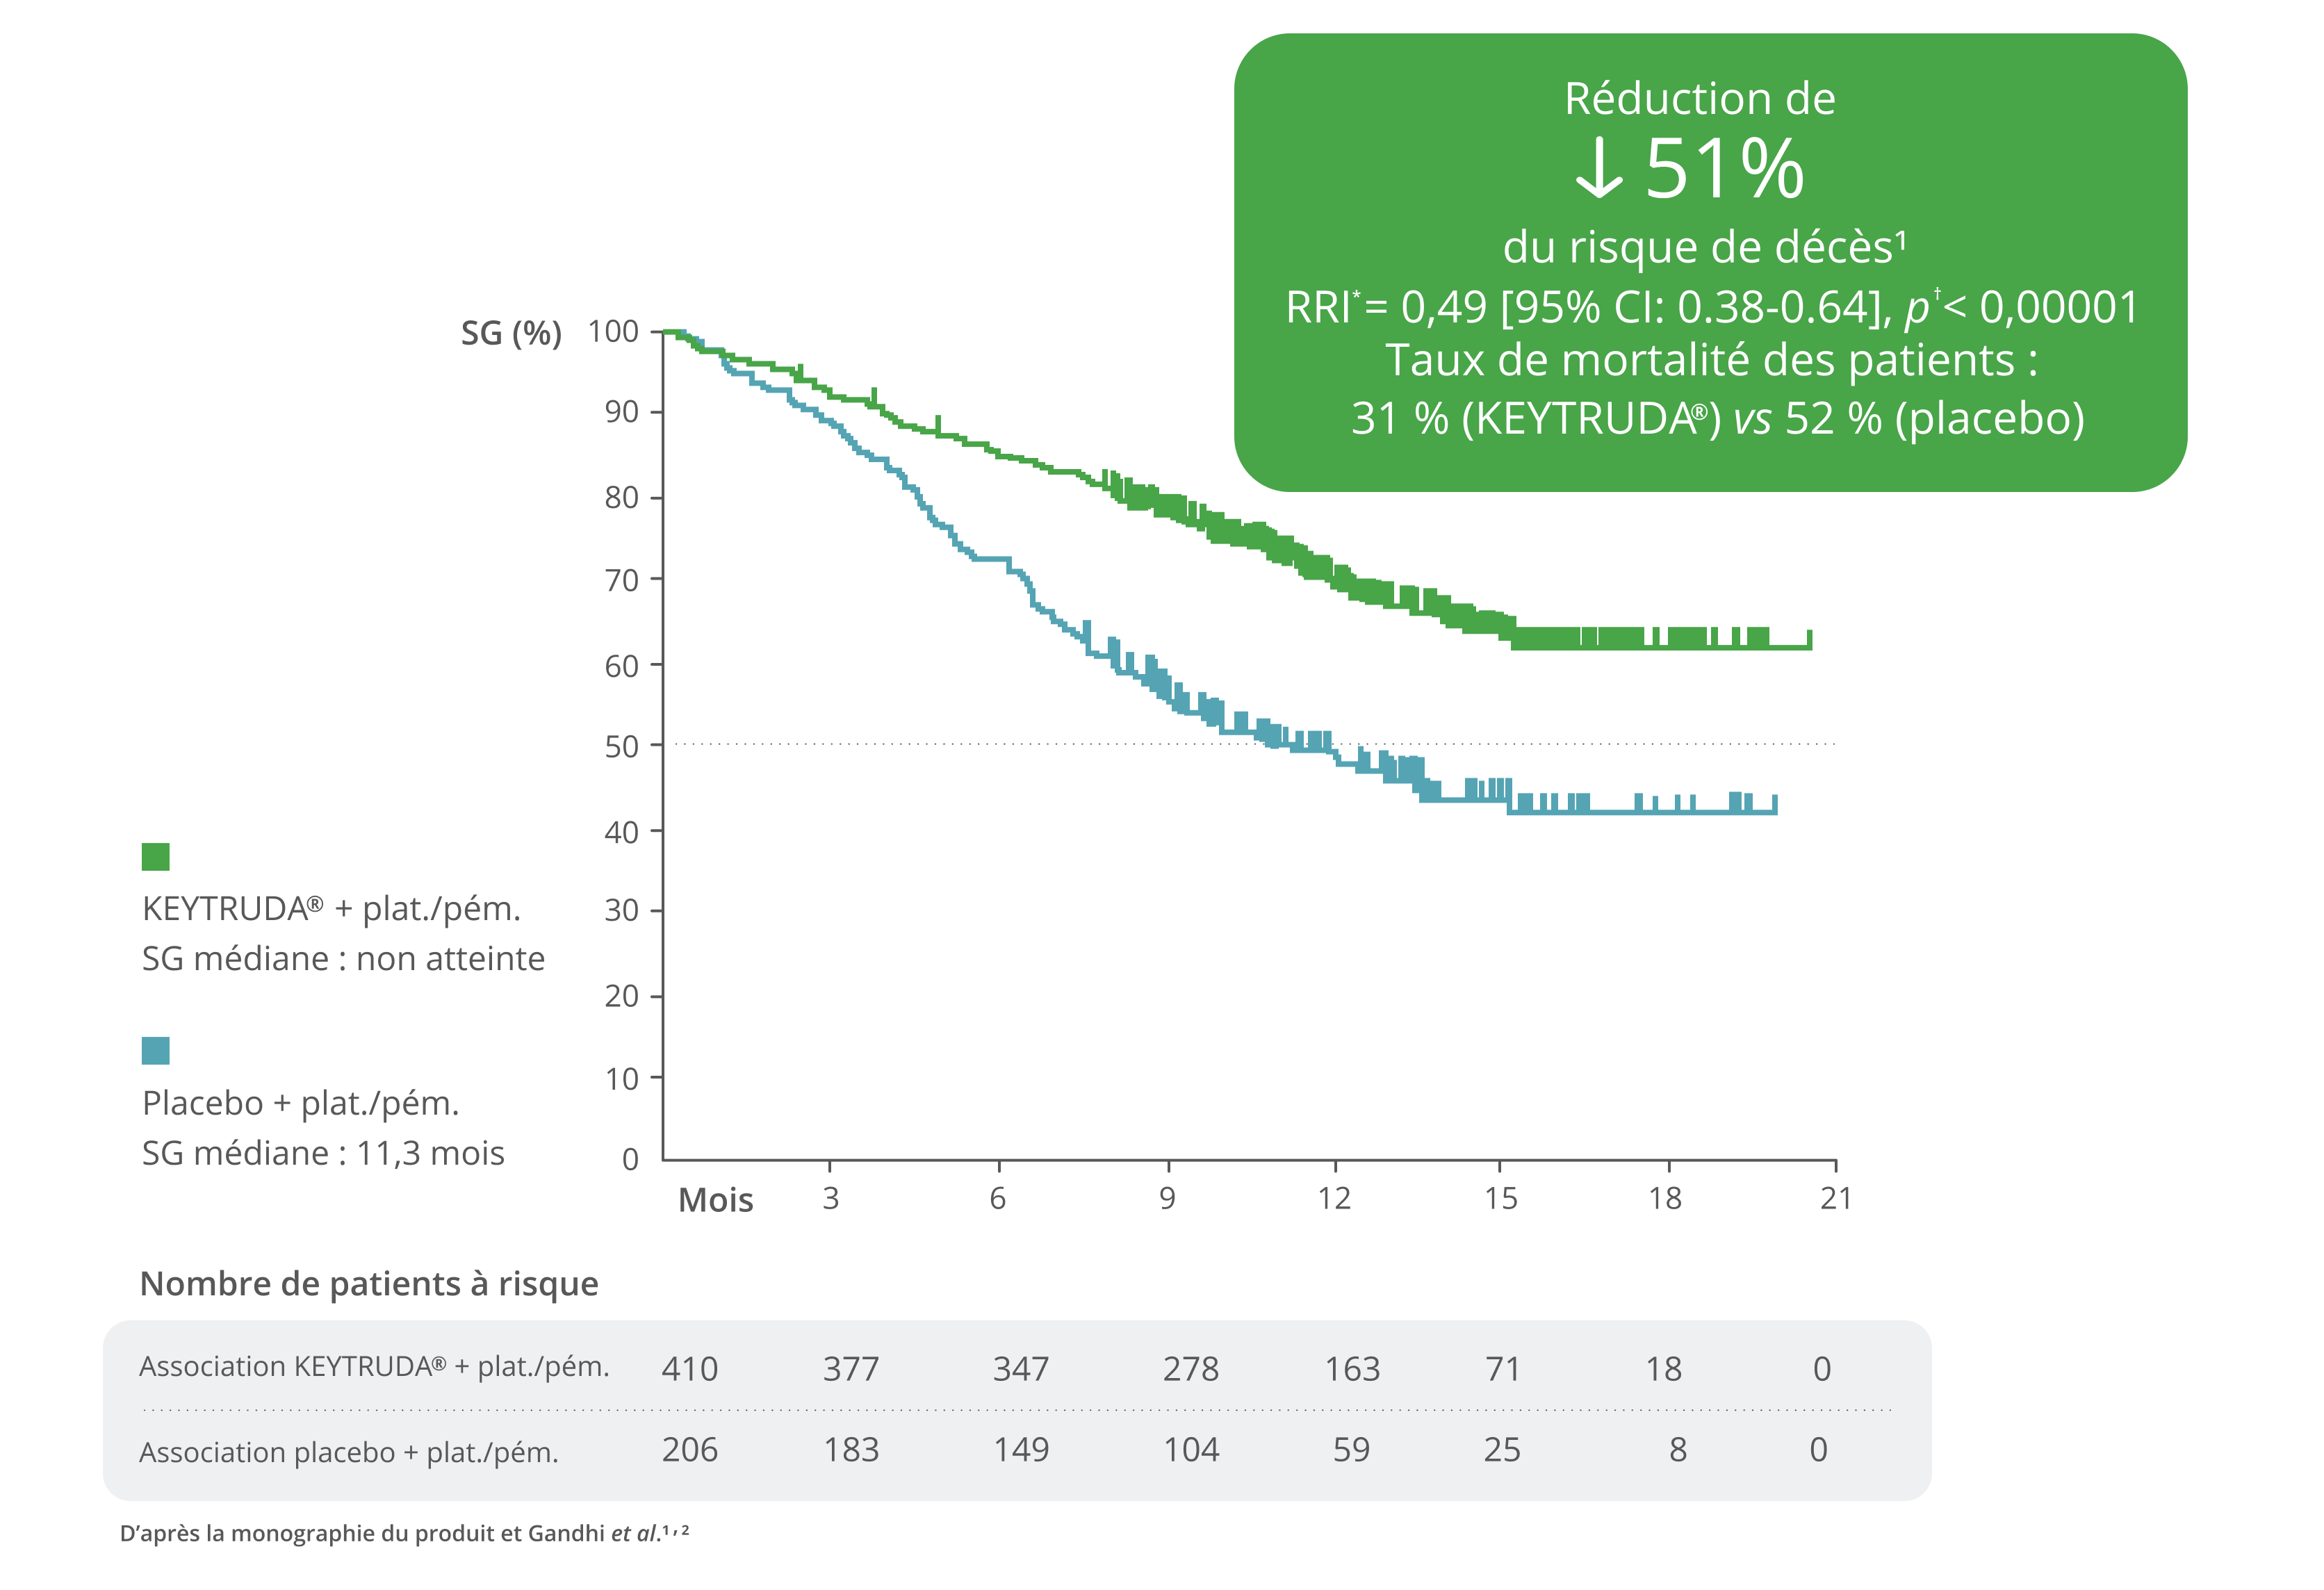 Réduction de
↓ 51%
du risque de décès¹
RRI*= 0,49 [95% CI: 0.38-0.64], p†< 0,00001
Taux de mortalité des patients :
31 % (KEYTRUDA®) vs 52 % (placebo)
SG (%)
100
90
80
70
60
50
40
30
20
10
0
Mois 3 6 9 12 15 18 21
KEYTRUDA® + plat./pém.
SG médiane : non atteinte
Placebo + plat./pém.
SG médiane : 11,3 mois
Nombre de patients à risque
Association KEYTRUDA® + plat./pém. 410 377 347 278 163 71 18 0
Association placebo + plat./pém. 206 183 149 104 59 25 8 0
D’après la monographie du produit et Gandhi et al.¹,²